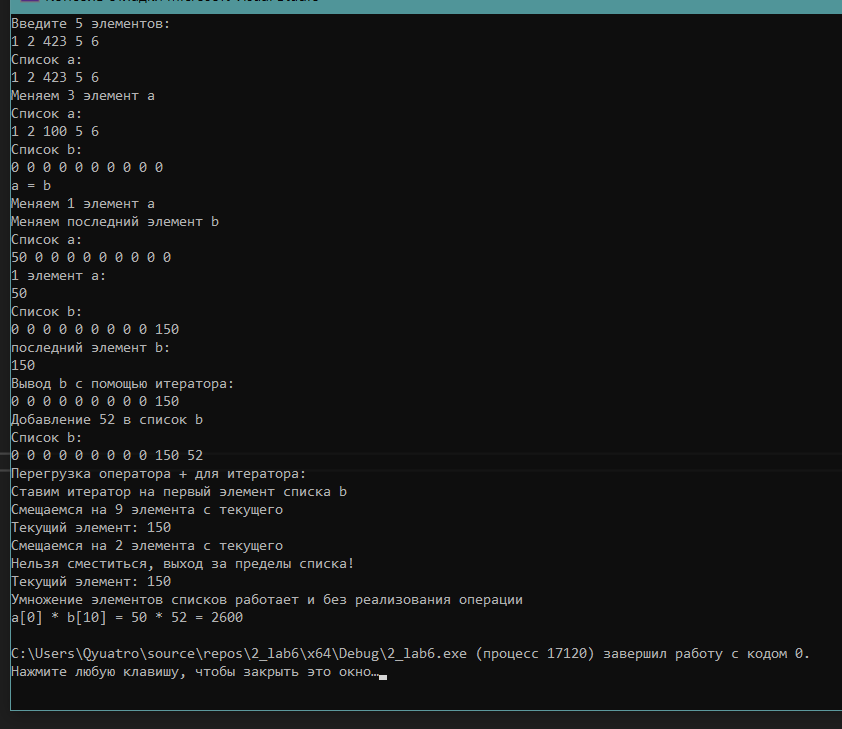 Введите 5 элементов:
1 2 423 5 6
Список a:
1 2 423 5 6
Меняем 3 элемент a
Список a:
1 2 100 5 6
Список b:
0 0 0 0 0 0 0 0 0 0
a = b
Меняем 1 элемент a
Меняем последний элемент b
Список a:
50 0 0 0 0 0 0 0 0 0
1 элемент a:
50
Список b:
0 0 0 0 0 0 0 0 0 150
последний элемент b:
150
Вывод b с помощью итератора:
0 0 0 0 0 0 0 0 0 150
Добавление 52 в список b
Список b:
0 0 0 0 0 0 0 0 0 150 52
Перегрузка оператора + для итератора:
Ставим итератор на первый элемент списка b
Смещаемся на 9 элемента с текущего
Текущий элемент: 150
Смещаемся на 2 элемента с текущего
Нельзя сместиться, выход за пределы списка!
Текущий элемент: 150
Умножение элементов списков работает и без реализования операции
a[0] * b[10] = 50 * 52 = 2600
C:\Users\Qyuatro\source\repos\2_lab6\x64\Debug\2_lab6.exe (процесс 17120) завершил работу с кодом 0.
Нажмите любую клавишу, чтобы закрыть это окно…